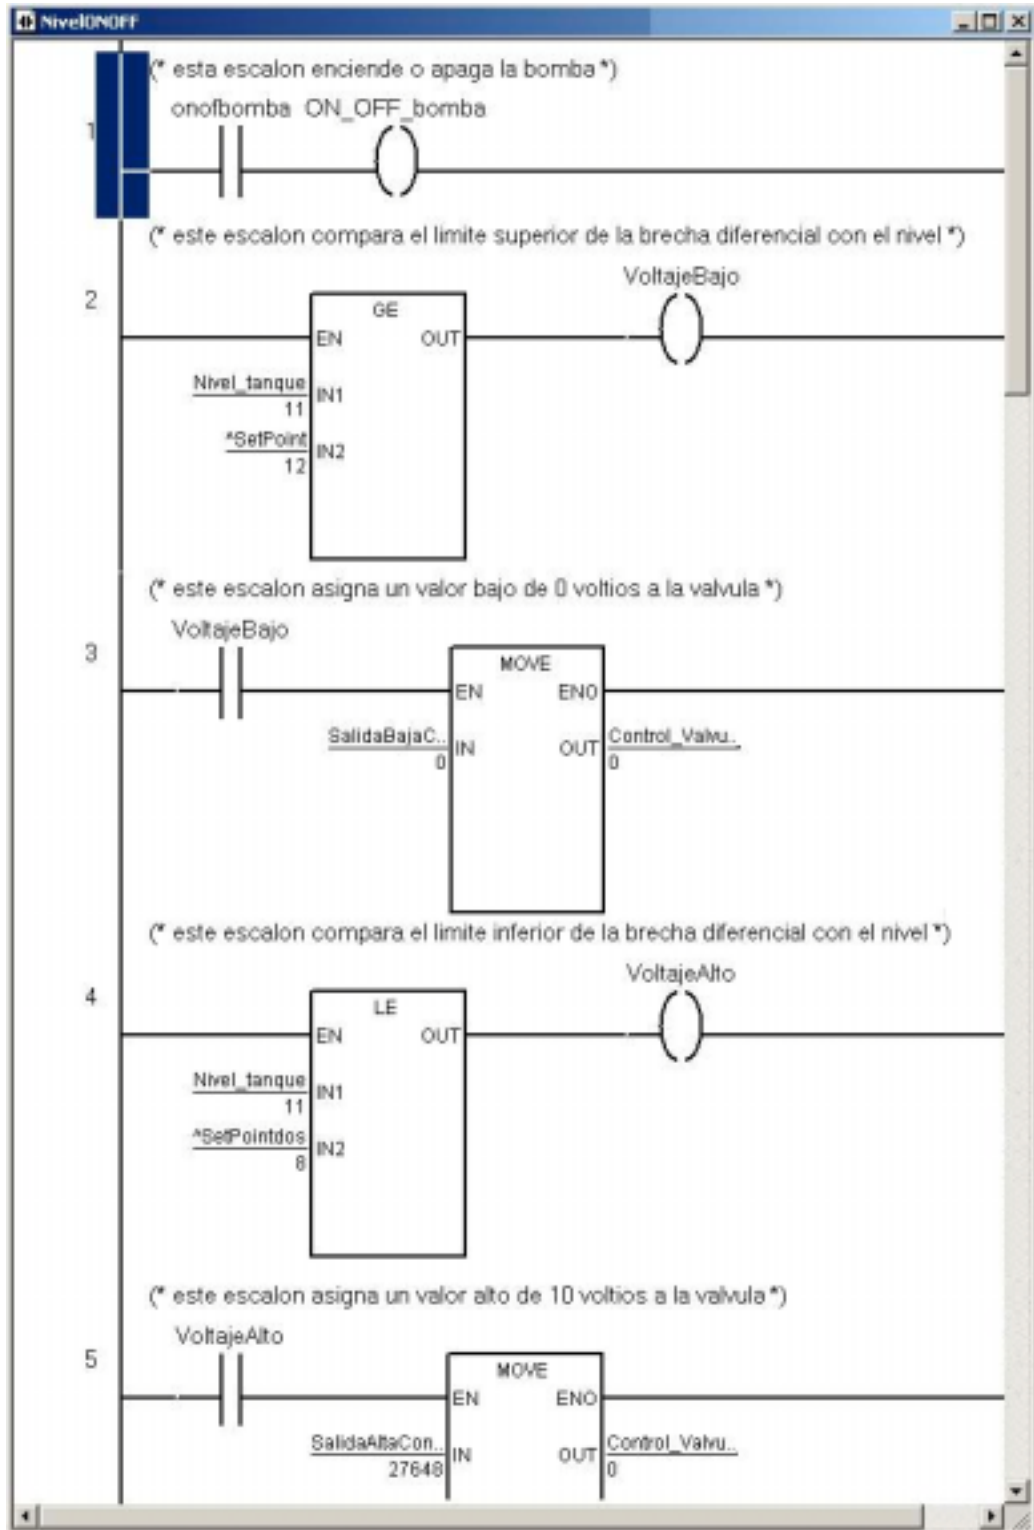 NivelONOFF
(* esta escalon enciende o apaga la bomba *)
onofbomba ON_OFF_bomba
1
(* este escalon compara el limite superior de la brecha diferencial con el nivel *)
VoltajeBajo
2
GE
EN OUT
Nivel_tanque IN1
11
^SetPoint IN2
12
(* este escalon asigna un valor bajo de 0 voltios a la valvula *)
VoltajeBajo
3
MOVE
EN ENO
SalidaBajaC.. IN OUT Control_Valvu..
0 0
(* este escalon compara el limite inferior de la brecha diferencial con el nivel *)
VoltajeAlto
4
LE
EN OUT
Nivel_tanque IN1
11
^SetPointdos IN2
8
(* este escalon asigna un valor alto de 10 voltios a la valvula *)
VoltajeAlto
5
MOVE
EN ENO
SalidaAltaCon.. IN OUT Control_Valvu..
27648 0